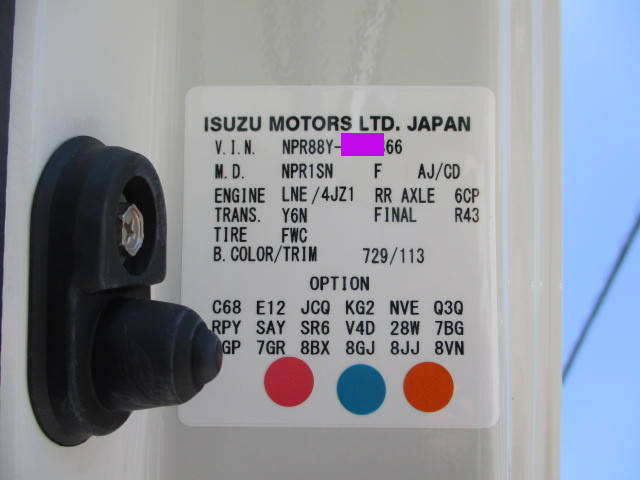 ISUZU MOTORS LTD. JAPAN
V.I.N. NPR88Y- 66
M.D. NPR1SN F AJ/CD
ENGINE LNE/4JZ1 RR AXLE 6CP
TRANS. Y6N FINAL R43
TIRE FWC
B.COLOR/TRIM 729/113
OPTION
C68 E12 JCQ KG2 NVE Q3Q
RPY SAY SR6 V4D 28W 7BG
GP 7GR 8BX 8GJ 8JJ 8VN